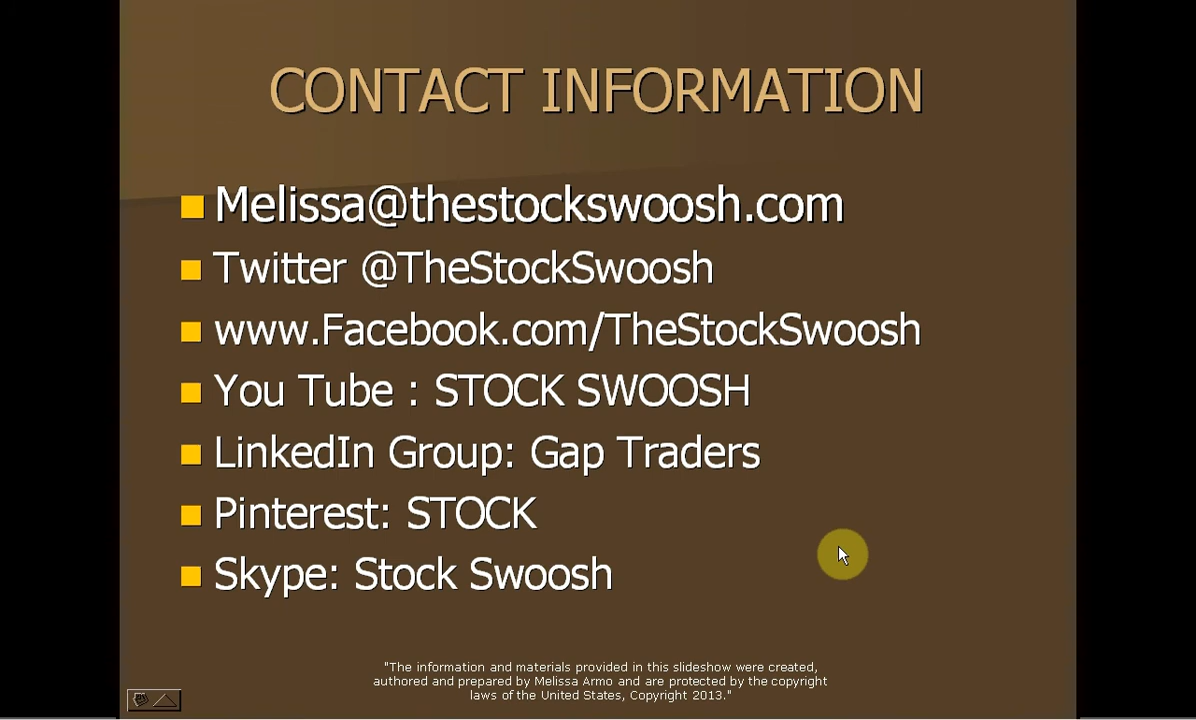 CONTACT INFORMATION
Melissa@thestockswoosh.com
Twitter @TheStockSwoosh
www.Facebook.com/TheStockSwoosh
You Tube : STOCK SWOOSH
LinkedIn Group: Gap Traders
Pinterest: STOCK
Skype: Stock Swoosh
"The information and materials provided in this slideshow were created,
authored and prepared by Melissa Armo and are protected by the copyright
laws of the United States, Copyright 2013."